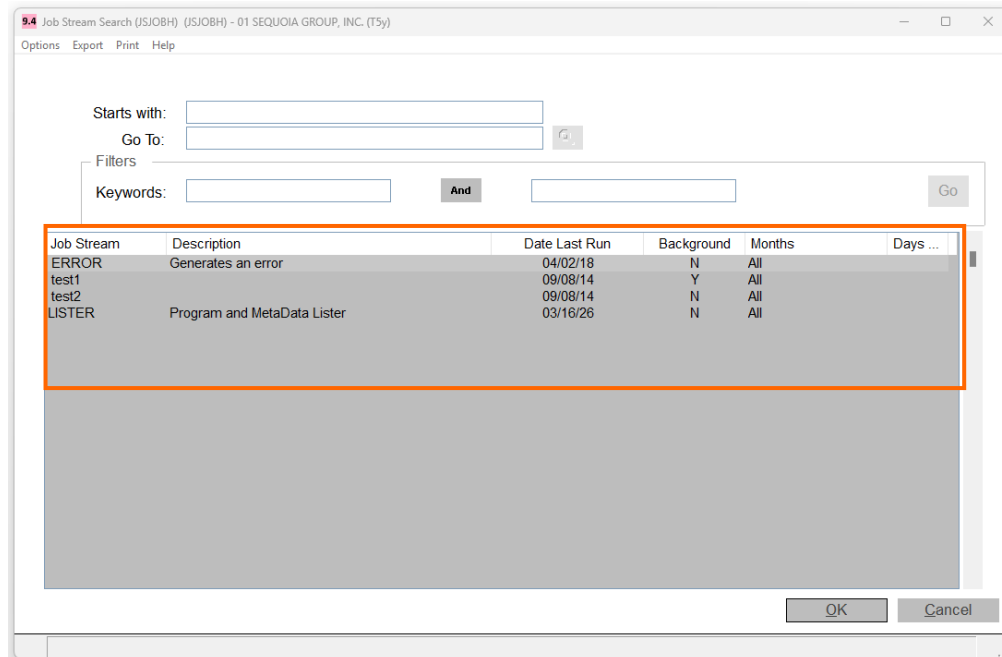 9.4 Job Stream Search (JSJOBH) (JSJOBH) - 01 SEQUOIA GROUP, INC. (T5y)
Options Export Print Help
Starts with:
Go To:
Filters
Keywords: And Go
Job Stream Description Date Last Run Background Months Days ...
ERROR Generates an error 04/02/18 N All
test1 09/08/14 Y All
test2 09/08/14 N All
LISTER Program and MetaData Lister 03/16/26 N All
OK Cancel